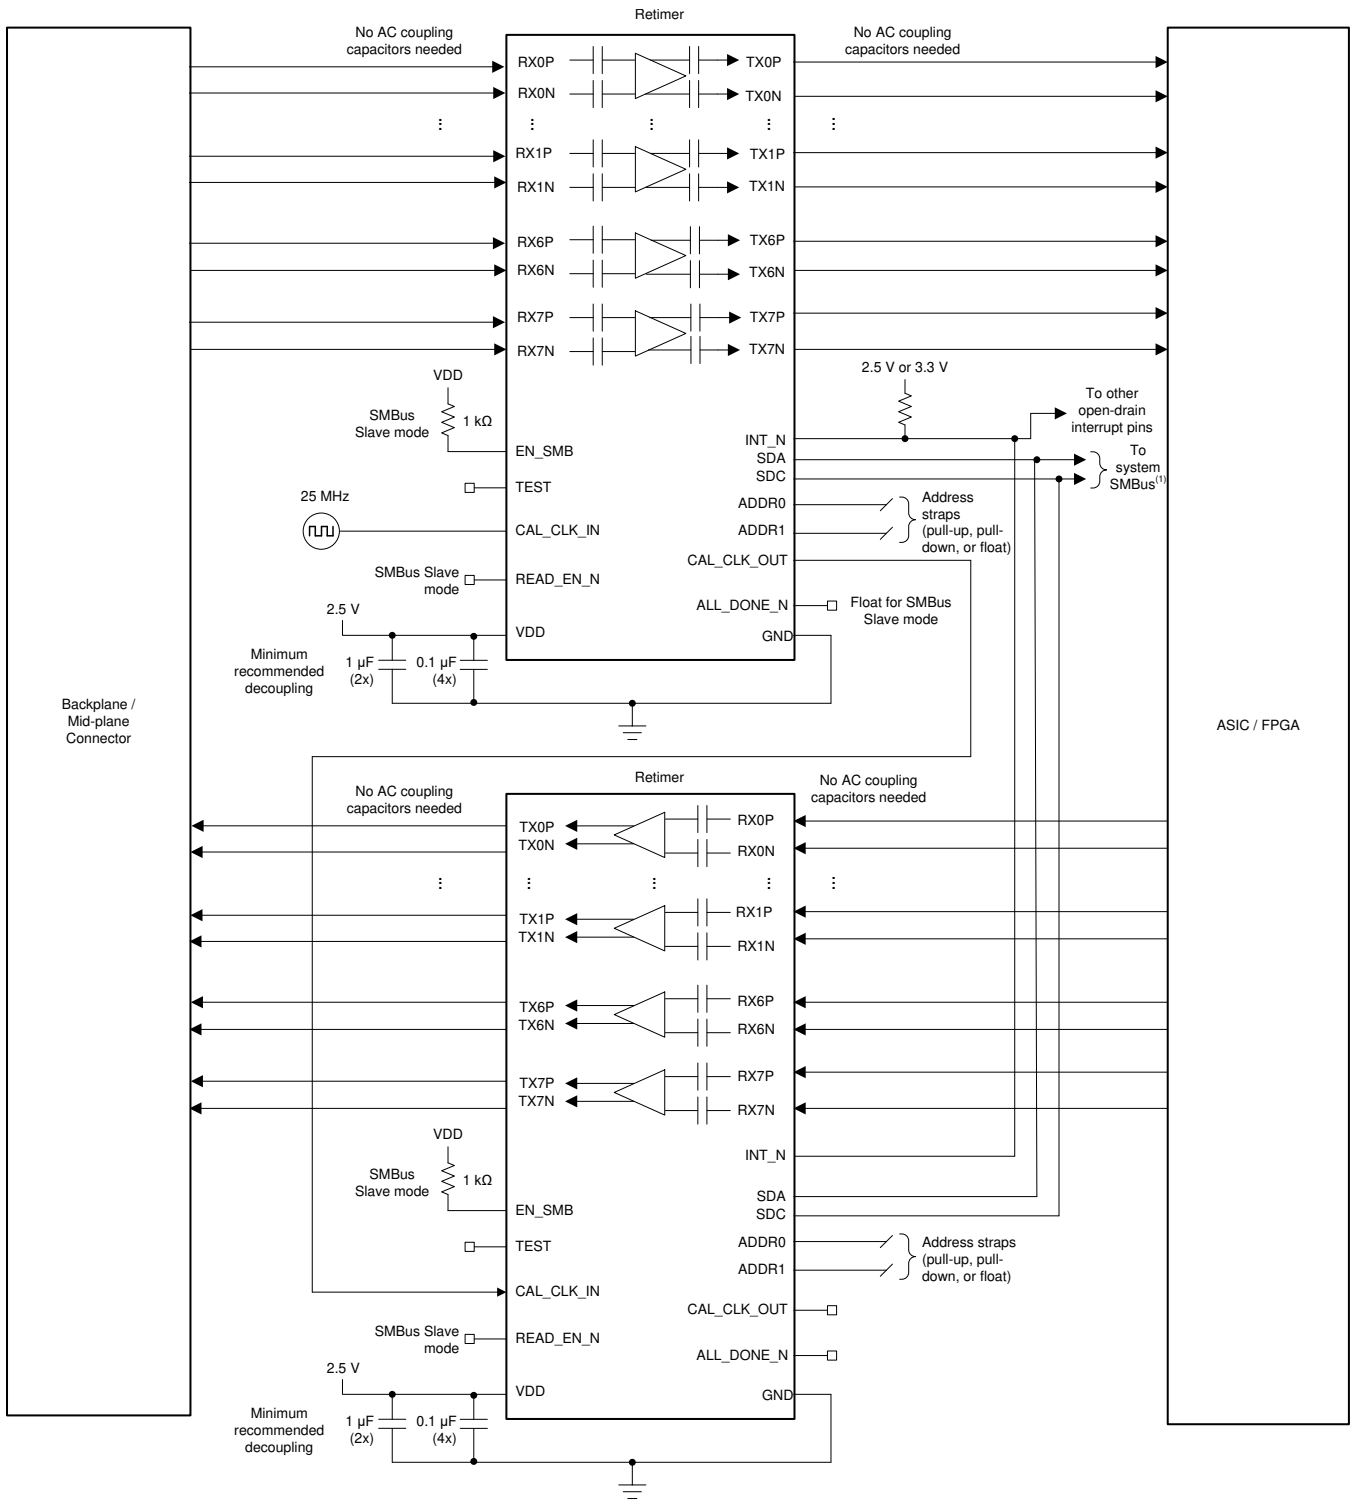 Retimer
No AC coupling
capacitors needed
No AC coupling
capacitors needed
RX0P
TX0P
RX0N
TX0N
⋮ ⋮ ⋮ ⋮ ⋮
RX1P
TX1P
RX1N
TX1N
RX6P
TX6P
RX6N
TX6N
RX7P
TX7P
RX7N
TX7N
VDD
SMBus
Slave mode
1 kΩ
EN_SMB
TEST
25 MHz
CAL_CLK_IN
SMBus Slave
mode
READ_EN_N
2.5 V
VDD
Minimum
recommended
decoupling
1 µF
(2x)
0.1 µF
(4x)
2.5 V or 3.3 V
To other
open-drain
interrupt pins
INT_N
SDA
SDC
To
system
SMBus(1)
ADDR0
ADDR1
Address
straps
(pull-up, pull-
down, or float)
CAL_CLK_OUT
ALL_DONE_N
Float for SMBus
Slave mode
GND
Backplane /
Mid-plane
Connector
ASIC / FPGA
Retimer
No AC coupling
capacitors needed
No AC coupling
capacitors needed
TX0P
RX0P
TX0N
RX0N
⋮ ⋮ ⋮ ⋮ ⋮
TX1P
RX1P
TX1N
RX1N
TX6P
RX6P
TX6N
RX6N
TX7P
RX7P
TX7N
RX7N
VDD
SMBus
Slave mode
1 kΩ
EN_SMB
TEST
CAL_CLK_IN
SMBus Slave
mode
READ_EN_N
2.5 V
VDD
Minimum
recommended
decoupling
1 µF
(2x)
0.1 µF
(4x)
INT_N
SDA
SDC
ADDR0
ADDR1
Address straps
(pull-up, pull-
down, or float)
CAL_CLK_OUT
ALL_DONE_N
GND